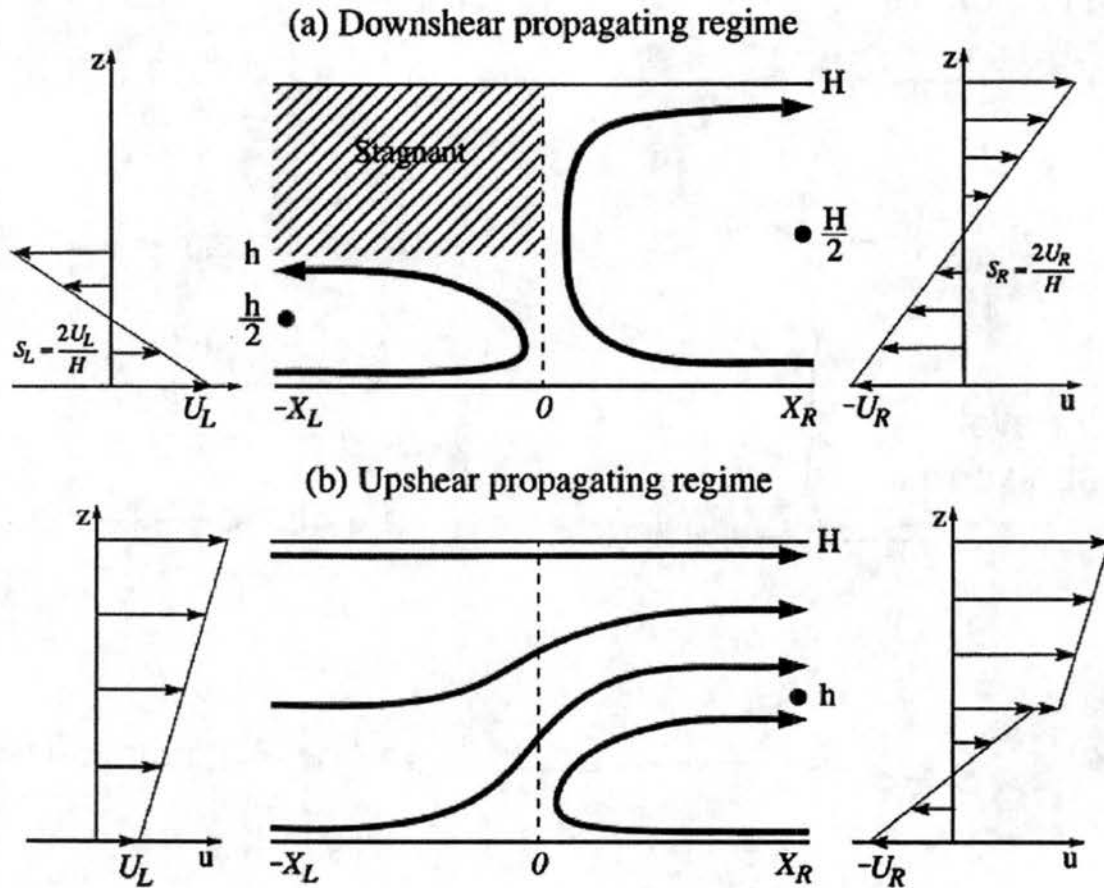 (a) Downshear propagating regime
z
H
Stagnant
H/2
h
h/2
S_L = 2U_L/H
S_R = 2U_R/H
U_L
-X_L
0
X_R
-U_R
u
(b) Upshear propagating regime
z
z
H
h
U_L
u
-X_L
0
X_R
-U_R
u
z